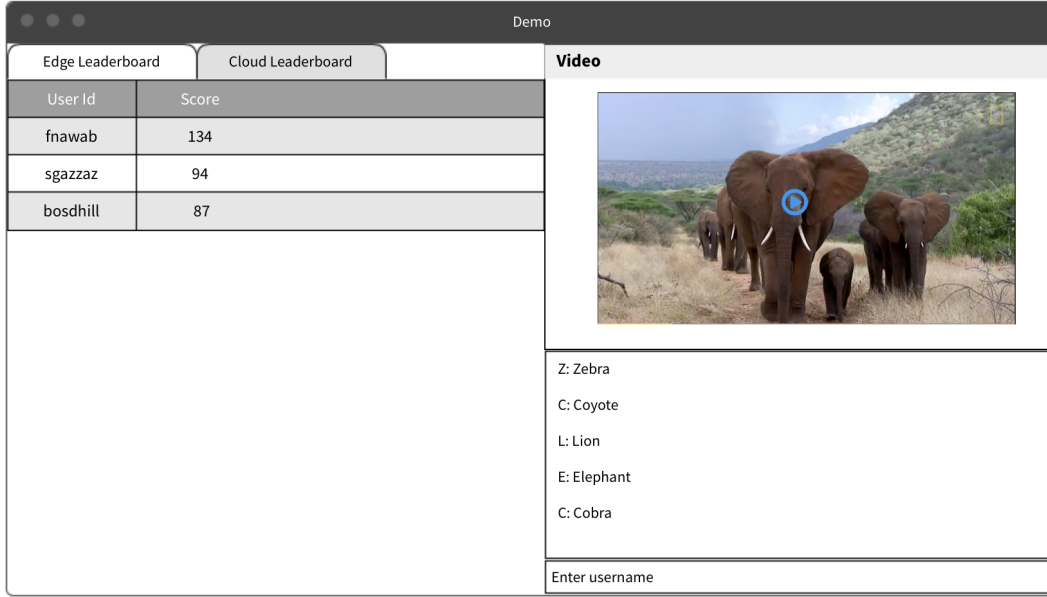 Demo
Edge Leaderboard
Cloud Leaderboard
User Id Score
fnawab 134
sgazzaz 94
bosdhill 87
Video
Z: Zebra
C: Coyote
L: Lion
E: Elephant
C: Cobra
Enter username